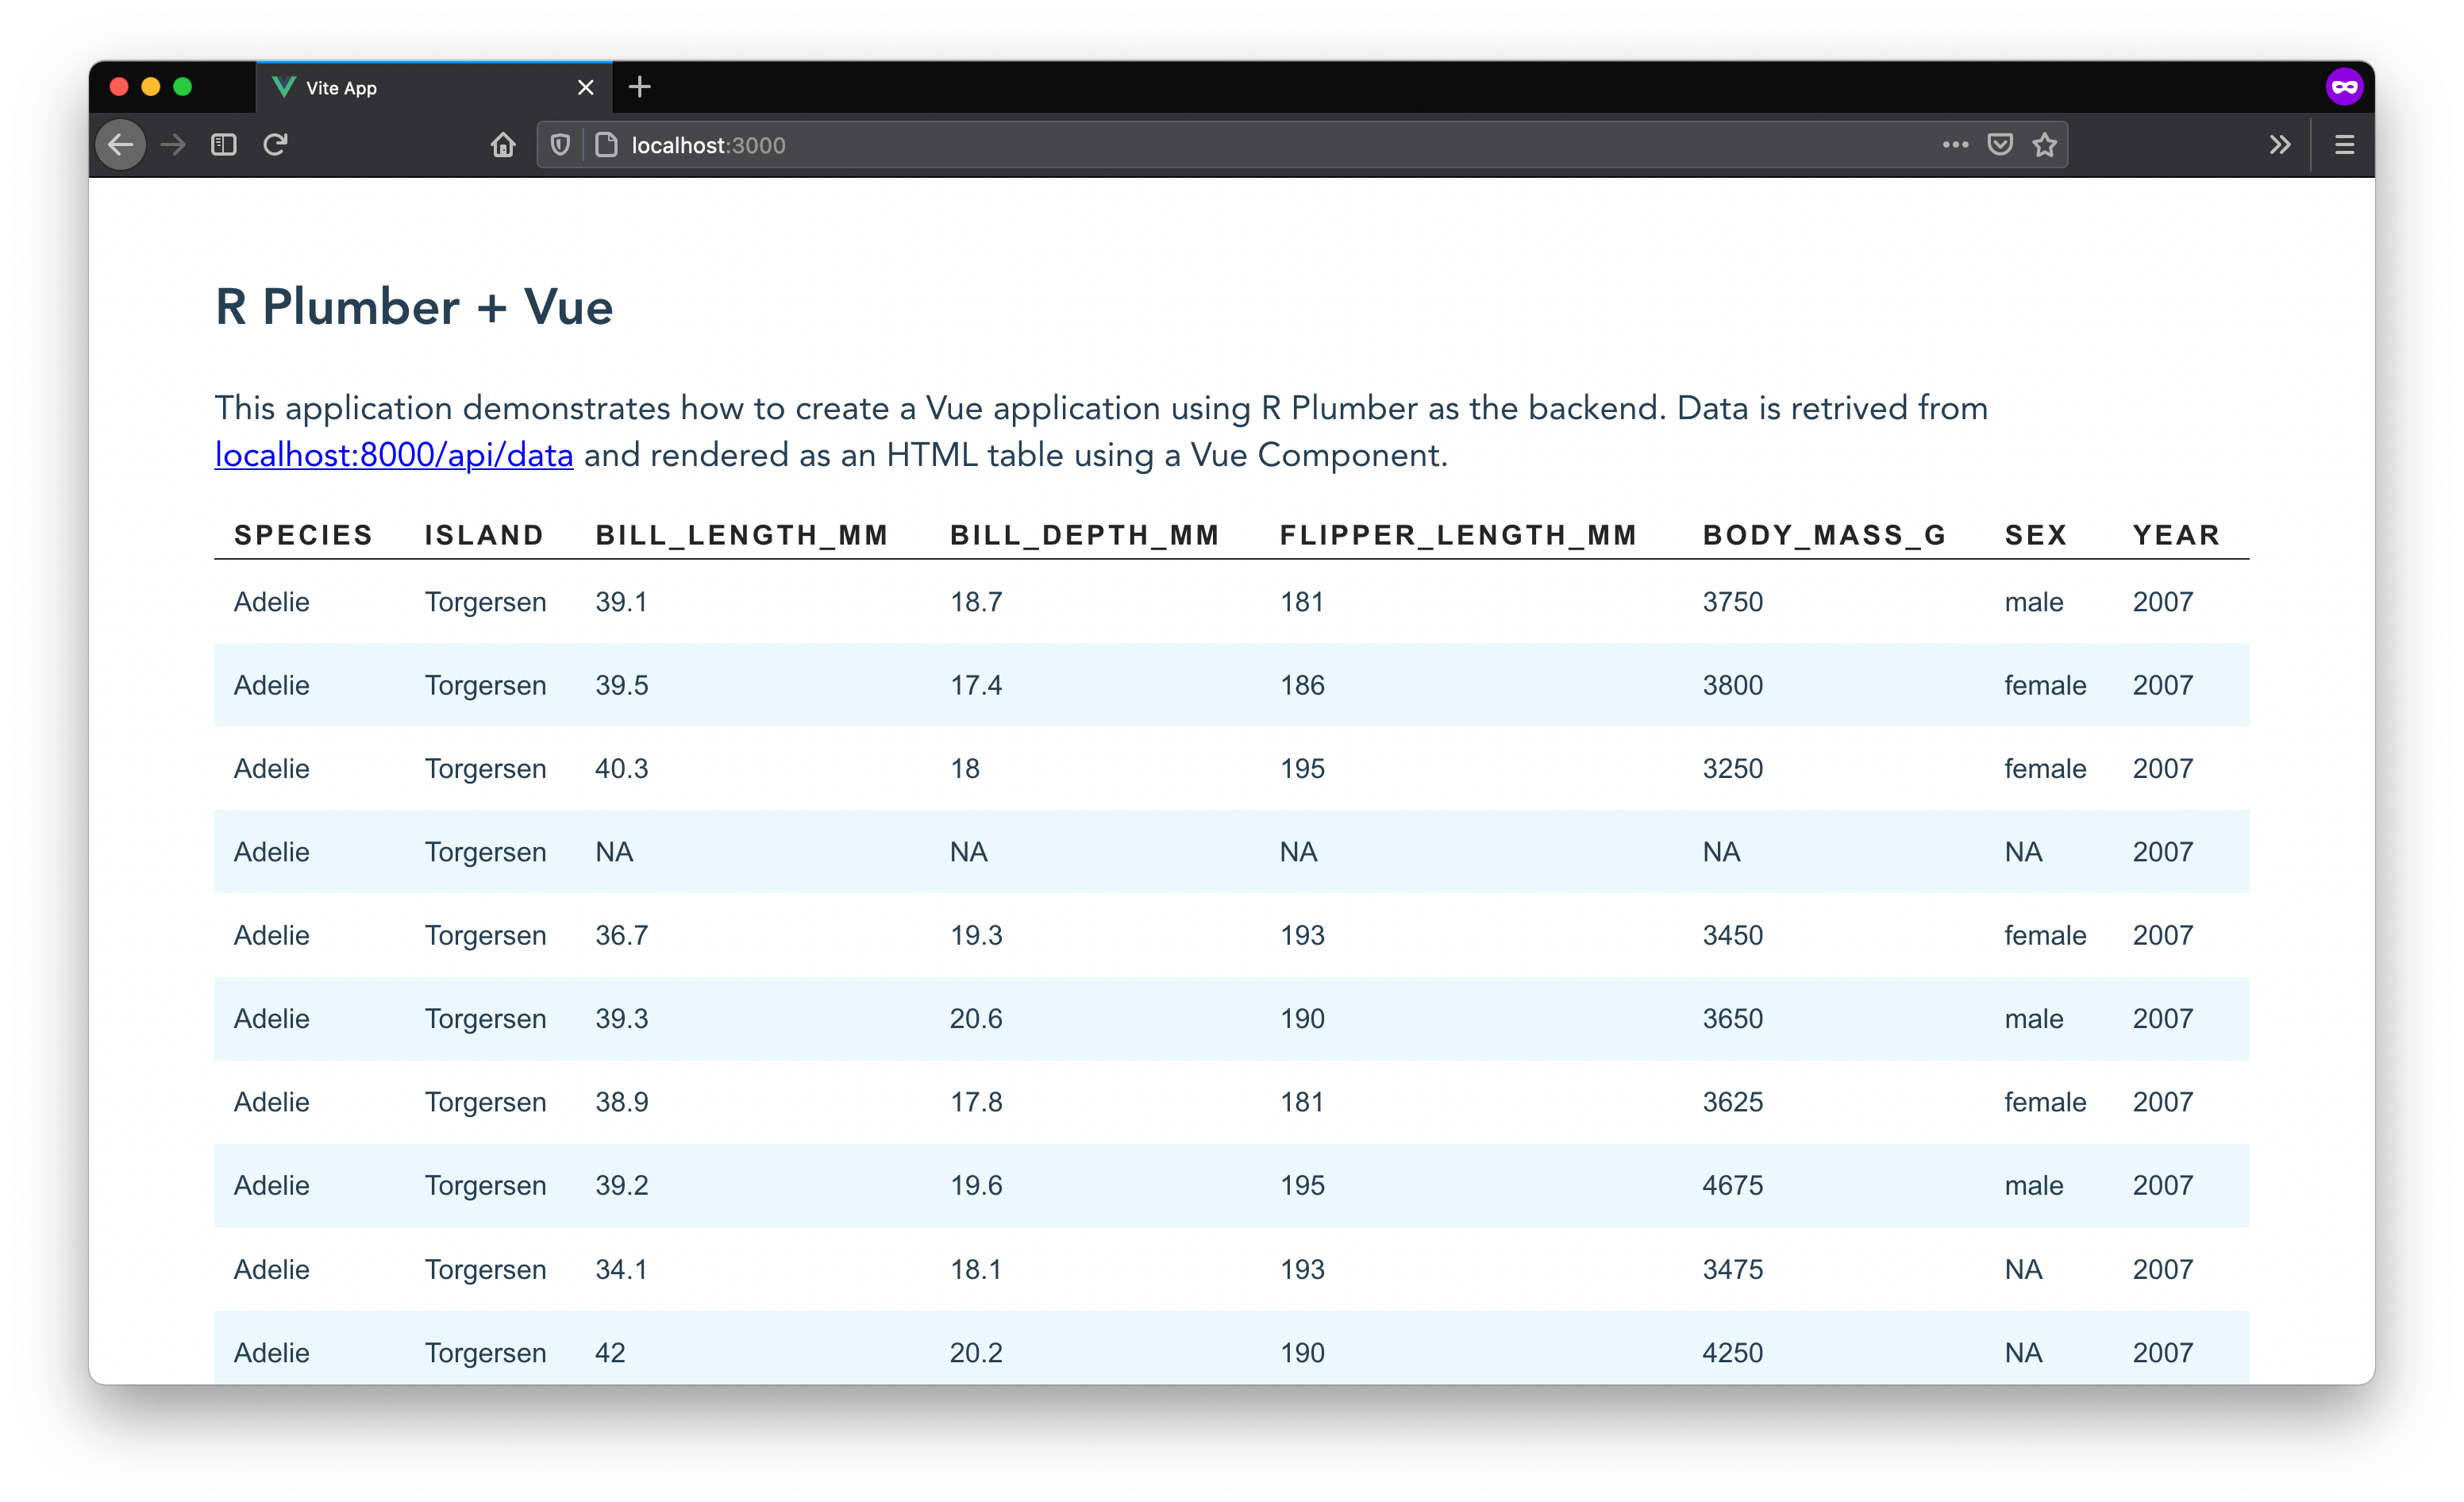 Vite App
localhost:3000
R Plumber + Vue
This application demonstrates how to create a Vue application using R Plumber as the backend. Data is retrived from
localhost:8000/api/data and rendered as an HTML table using a Vue Component.
SPECIES ISLAND BILL_LENGTH_MM BILL_DEPTH_MM FLIPPER_LENGTH_MM BODY_MASS_G SEX YEAR
Adelie Torgersen 39.1 18.7 181 3750 male 2007
Adelie Torgersen 39.5 17.4 186 3800 female 2007
Adelie Torgersen 40.3 18 195 3250 female 2007
Adelie Torgersen NA NA NA NA NA 2007
Adelie Torgersen 36.7 19.3 193 3450 female 2007
Adelie Torgersen 39.3 20.6 190 3650 male 2007
Adelie Torgersen 38.9 17.8 181 3625 female 2007
Adelie Torgersen 39.2 19.6 195 4675 male 2007
Adelie Torgersen 34.1 18.1 193 3475 NA 2007
Adelie Torgersen 42 20.2 190 4250 NA 2007